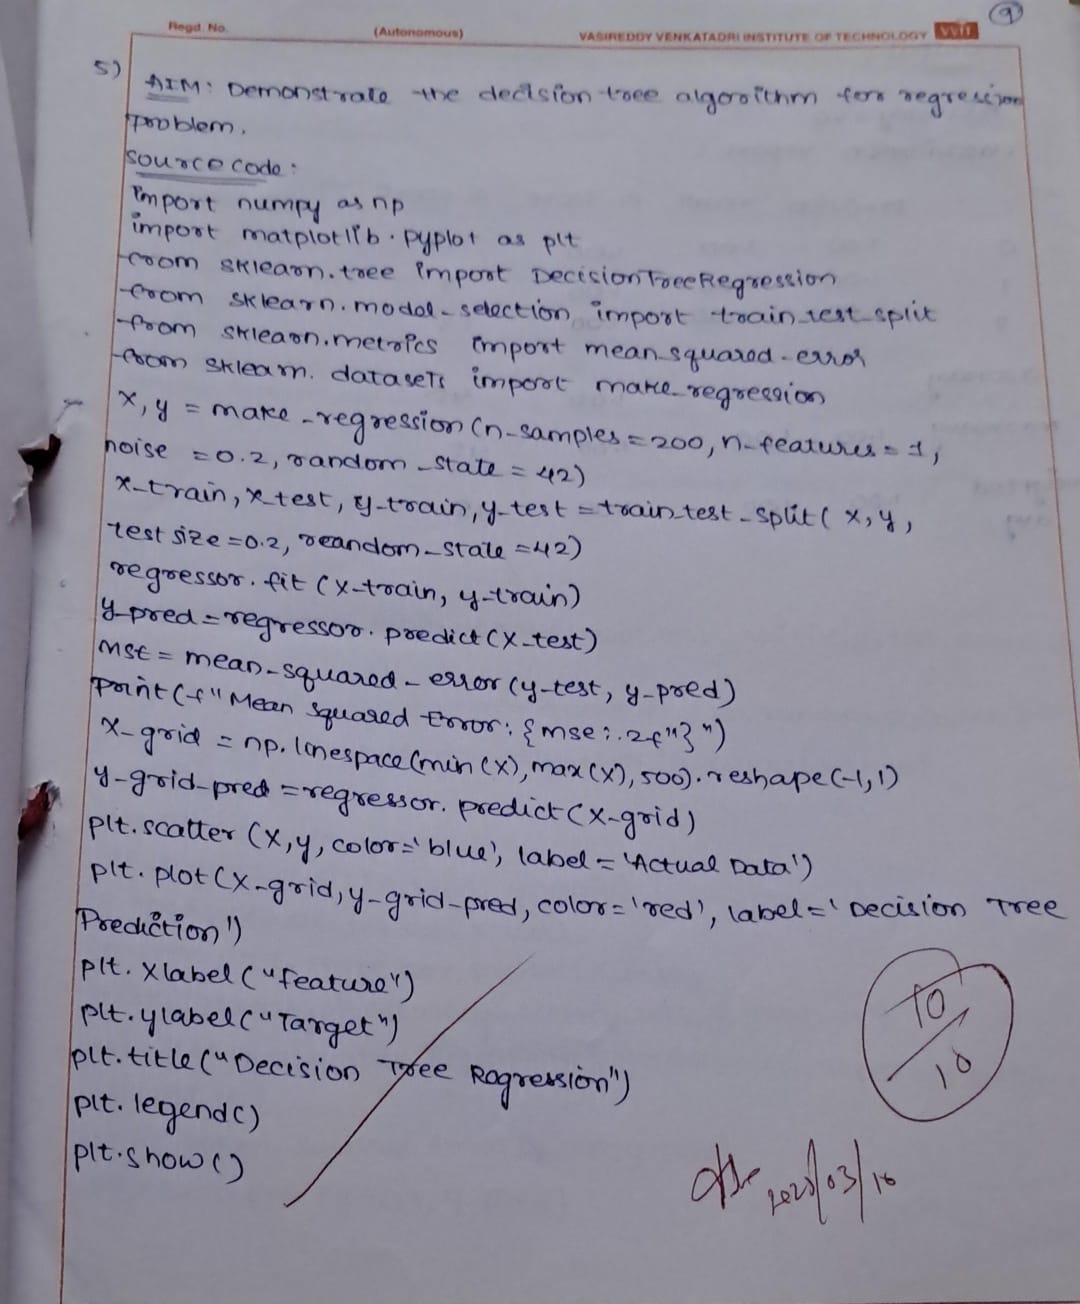 9
Regd. No. (Autonomous) VASIREDDY VENKATADRI INSTITUTE OF TECHNOLOGY VVIT
5) AIM: Demonstrate the decision tree algorithm for regression
problem.
source code:
import numpy as np
import matplotlib.pyplot as plt
from sklearn.tree import DecisionTreeRegression
from sklearn.model_selection import train_test_split
from sklearn.metrics import mean_squared_error
from sklearn.datasets import make_regression
X, y = make_regression (n_samples=200, n_features=1,
noise =0.2, random_state =42)
x_train, x_test, y_train, y_test = train_test_split( x, y,
test size =0.2, reandom_state =42)
regressor. fit (x_train, y_train)
y_pred = regressor. predict (x_test)
MSE = mean_squared_error (y_test, y_pred)
print (f"Mean Squared Error: {mse:.2f"}")
X_grid = np.linespace(min(x), max(x), 500).reshape(-1,1)
y_grid_pred = regressor. predict (x_grid)
plt.scatter (x,y, color='blue', label='Actual Data')
plt. plot (x_grid, y_grid_pred, color='red', label='Decision Tree
Prediction')
plt. xlabel ("feature")
plt.ylabel ("Target")
plt.title("Decision Tree Regression")
plt. legend()
plt.show()
10
10